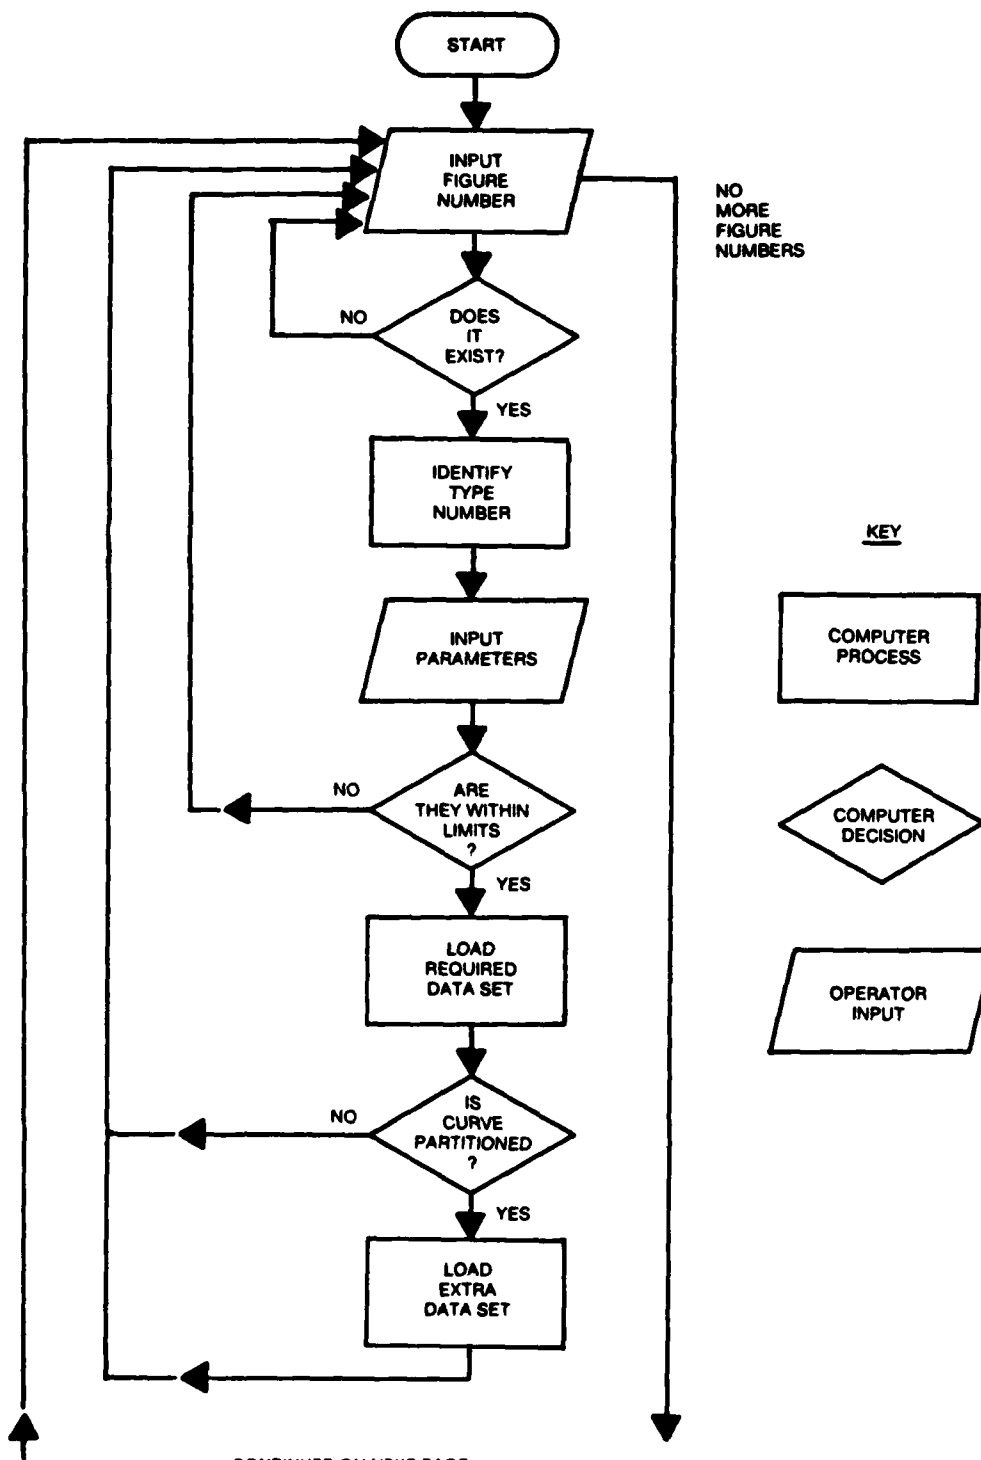 START
INPUT
FIGURE
NUMBER
NO
MORE
FIGURE
NUMBERS
NO
DOES
IT
EXIST?
YES
IDENTIFY
TYPE
NUMBER
KEY
INPUT
PARAMETERS
COMPUTER
PROCESS
NO
ARE
THEY WITHIN
LIMITS
?
COMPUTER
DECISION
YES
LOAD
REQUIRED
DATA SET
OPERATOR
INPUT
NO
IS
CURVE
PARTITIONED
?
YES
LOAD
EXTRA
DATA SET